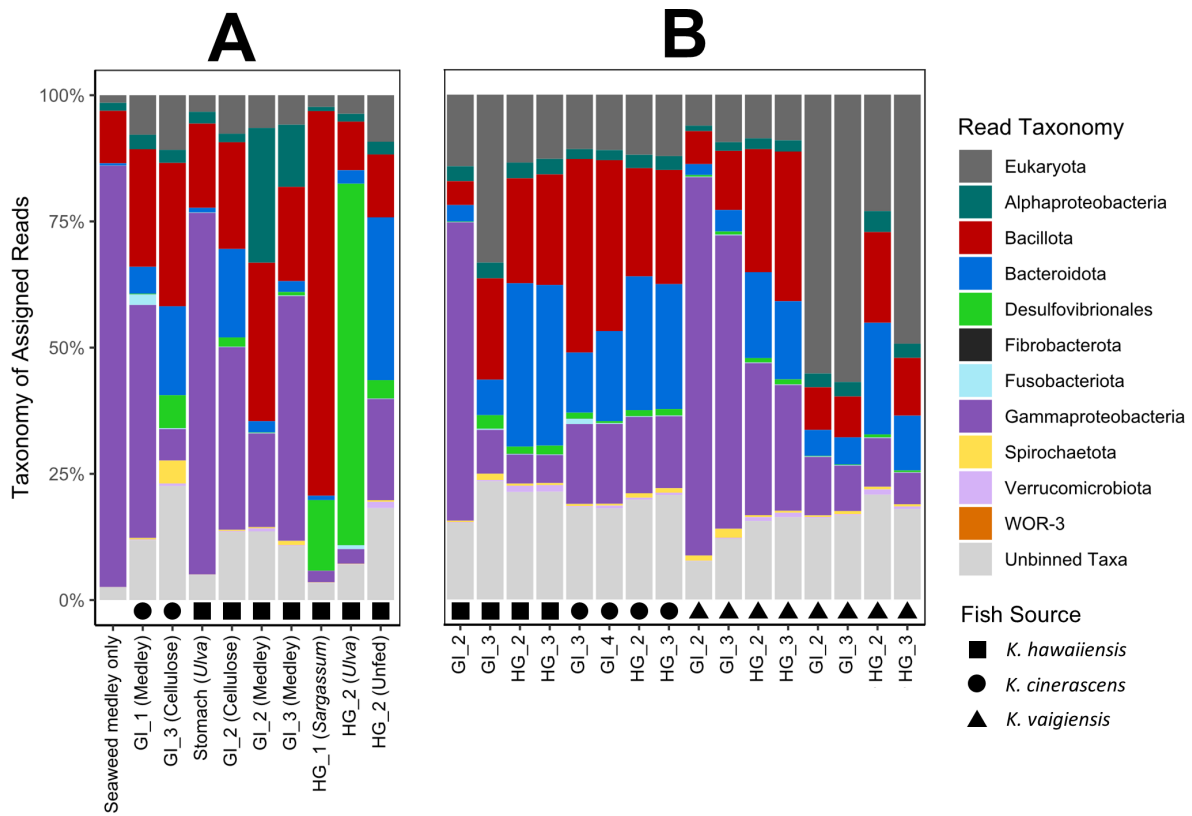 A
B
100%
75%
50%
25%
0%
Taxonomy of Assigned Reads
Seaweed medley only
GI_1 (Medley)
GI_3 (Cellulose)
Stomach (Ulva)
GI_2 (Cellulose)
GI_2 (Medley)
GI_3 (Medley)
HG_1 (Sargassum)
HG_2 (Ulva)
HG_2 (Unfed)
GI_2
GI_3
HG_2
HG_3
GI_3
GI_4
HG_2
HG_3
GI_2
GI_3
HG_2
HG_3
GI_2
GI_3
HG_2
HG_3
Read Taxonomy
Eukaryota
Alphaproteobacteria
Bacillota
Bacteroidota
Desulfovibrionales
Fibrobacterota
Fusobacteriota
Gammaproteobacteria
Spirochaetota
Verrucomicrobiota
WOR-3
Unbinned Taxa
Fish Source
K. hawaiiensis
K. cinerascens
K. vaigiensis